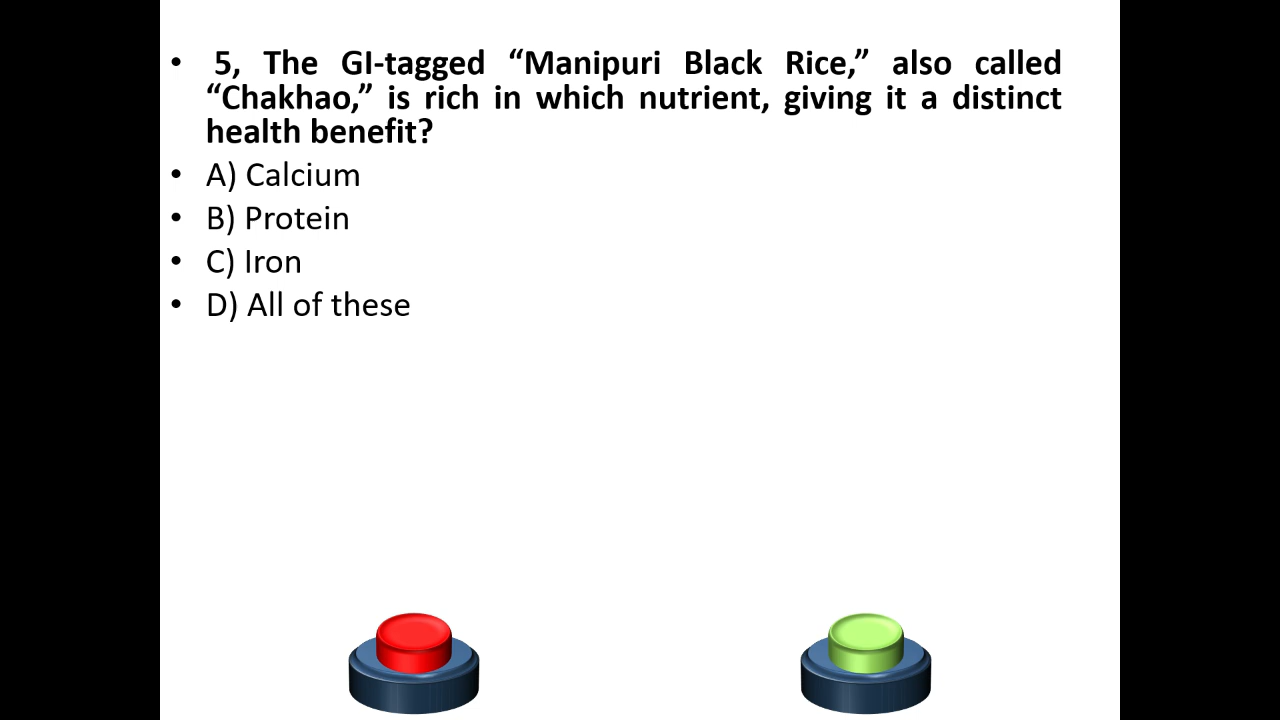 • 5, The GI-tagged “Manipuri Black Rice,” also called
“Chakhao,” is rich in which nutrient, giving it a distinct
health benefit?
• A) Calcium
• B) Protein
• C) Iron
• D) All of these